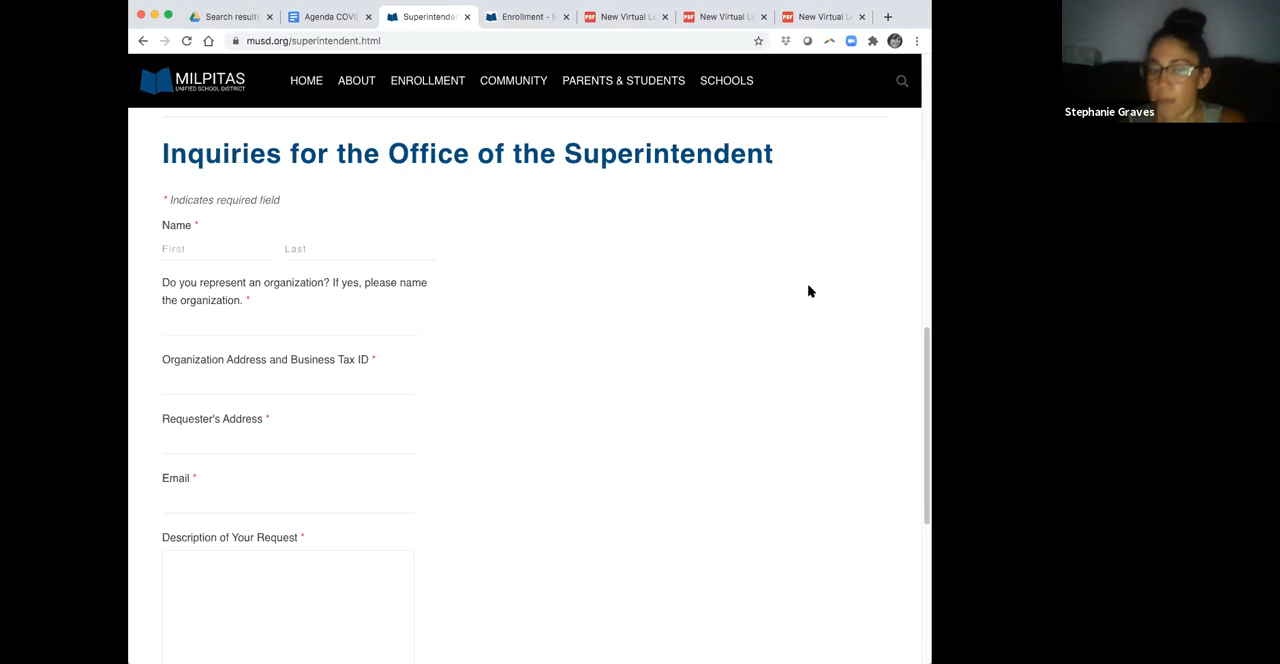 Search results
Agenda COVI
Superintende
Enrollment - M
New Virtual Le
New Virtual Le
New Virtual Le
musd.org/superintendent.html
MILPITAS
UNIFIED SCHOOL DISTRICT
HOME ABOUT ENROLLMENT COMMUNITY PARENTS & STUDENTS SCHOOLS
Stephanie Graves
Inquiries for the Office of the Superintendent
* Indicates required field
Name *
First Last
Do you represent an organization? If yes, please name
the organization. *
Organization Address and Business Tax ID *
Requester's Address *
Email *
Description of Your Request *